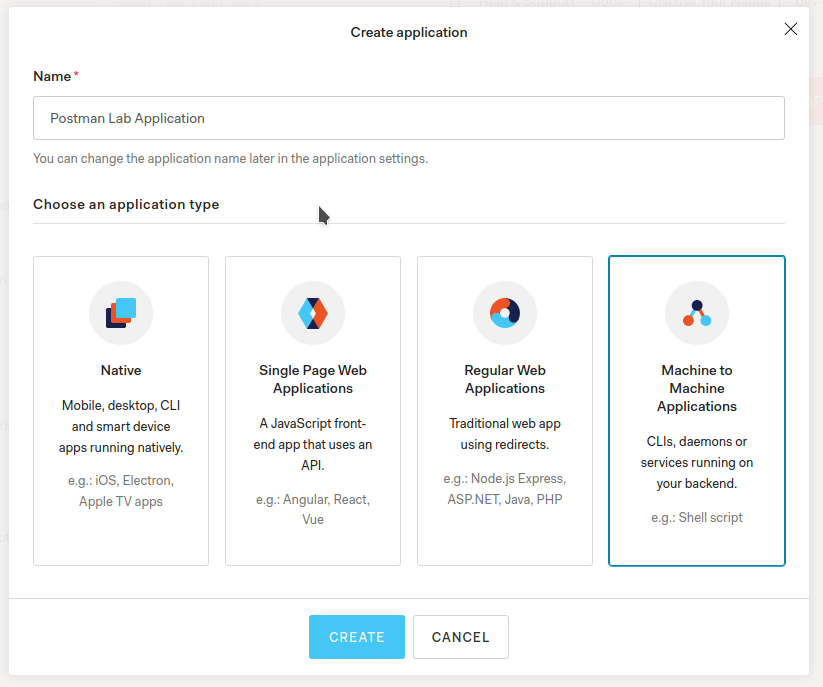 Create application
Name *
Postman Lab Application
You can change the application name later in the application settings.
Choose an application type
Native
Mobile, desktop, CLI
and smart device
apps running natively.
e.g.: iOS, Electron,
Apple TV apps
Single Page Web
Applications
A JavaScript front-
end app that uses an
API.
e.g.: Angular, React,
Vue
Regular Web
Applications
Traditional web app
using redirects.
e.g.: Node.js Express,
ASP.NET, Java, PHP
Machine to
Machine
Applications
CLIs, daemons or
services running on
your backend.
e.g.: Shell script
CREATE
CANCEL